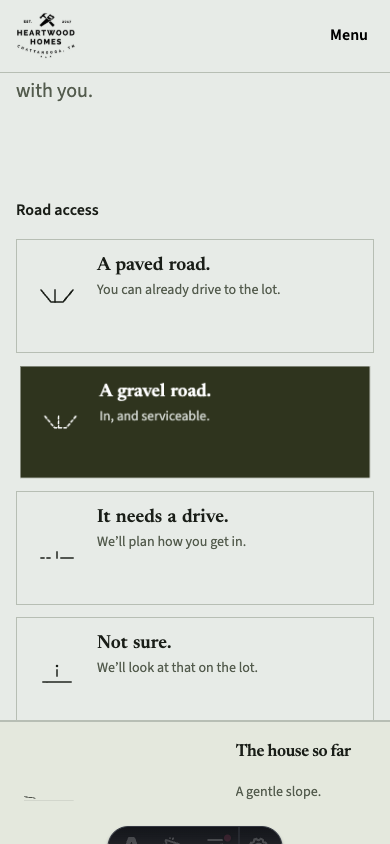 HEARTWOOD
HOMES
CHATTANOOGA, TN
Menu
with you.
Road access
A paved road.
You can already drive to the lot.
A gravel road.
In, and serviceable.
It needs a drive.
We'll plan how you get in.
Not sure.
We'll look at that on the lot.
The house so far
A gentle slope.